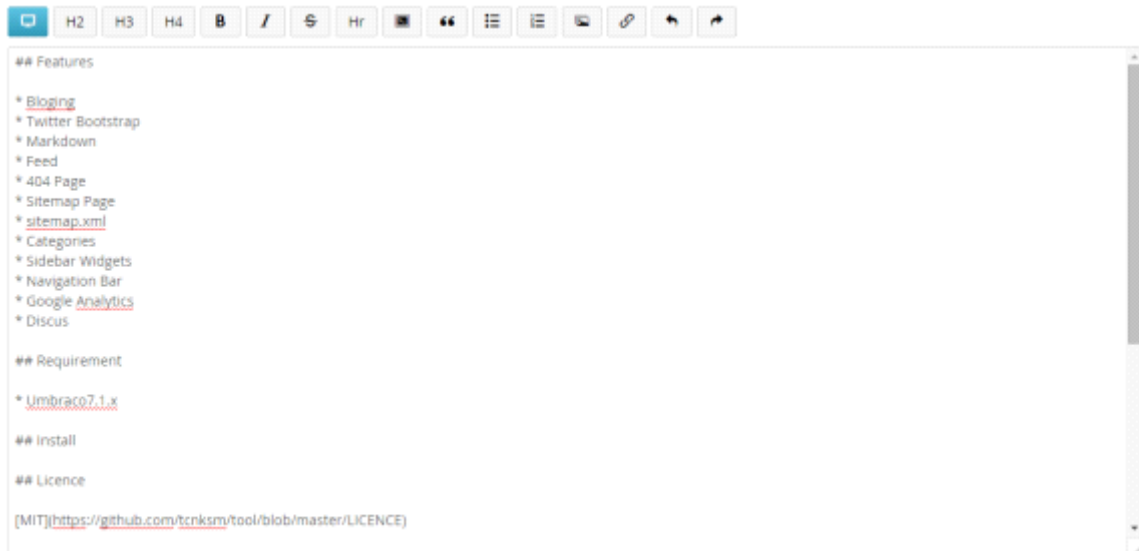 H2 H3 H4 B I S Hr
## Features
* Bloging
* Twitter Bootstrap
* Markdown
* Feed
* 404 Page
* Sitemap Page
* sitemap.xml
* Categories
* Sidebar Widgets
* Navigation Bar
* Google Analytics
* Discus
## Requirement
* Umbraco7.1.x
## Install
## Licence
[MIT](https://github.com/tcnksm/tool/blob/master/LICENCE)